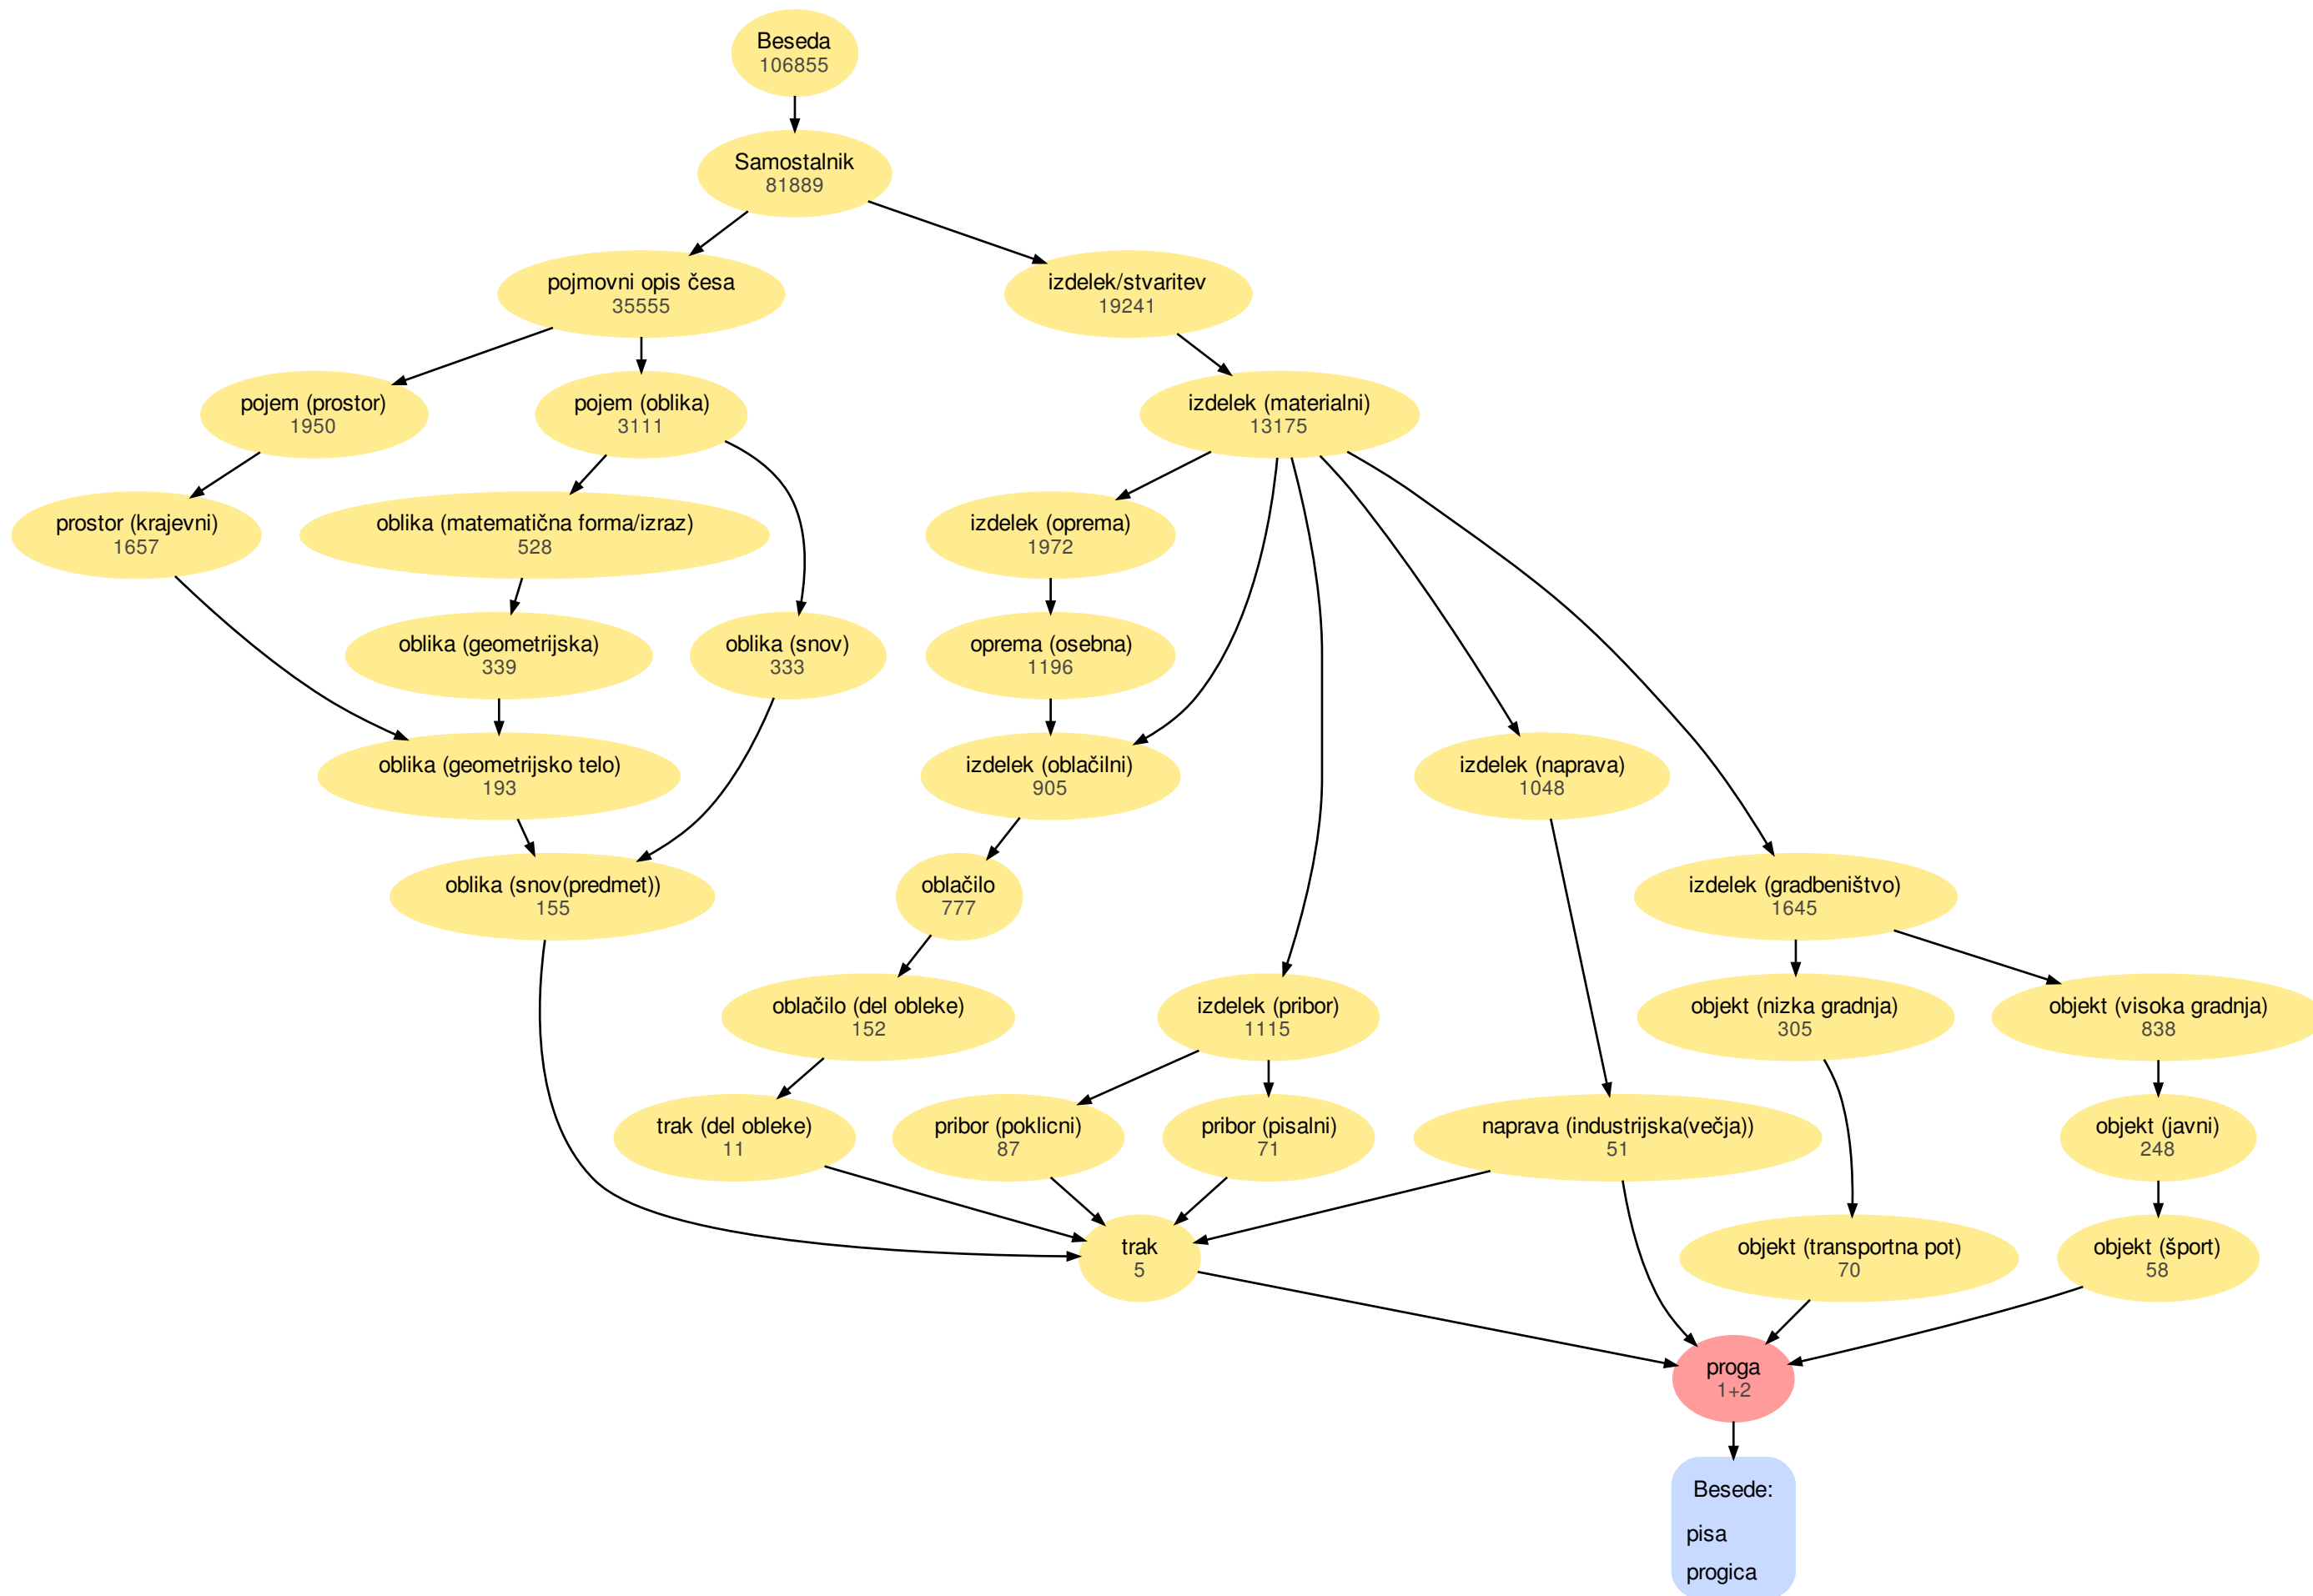 Beseda
106855
Samostalnik
81889
pojmovni opis česa
35555
izdelek/stvaritev
19241
pojem (prostor)
1950
pojem (oblika)
3111
izdelek (materialni)
13175
prostor (krajevni)
1657
oblika (matematična forma/izraz)
528
izdelek (oprema)
1972
oblika (geometrijska)
339
oblika (snov)
333
oprema (osebna)
1196
oblika (geometrijsko telo)
193
izdelek (oblačilni)
905
izdelek (naprava)
1048
oblika (snov(predmet))
155
oblačilo
777
izdelek (gradbeništvo)
1645
oblačilo (del obleke)
152
izdelek (pribor)
1115
objekt (nizka gradnja)
305
objekt (visoka gradnja)
838
trak (del obleke)
11
pribor (poklicni)
87
pribor (pisalni)
71
naprava (industrijska(večja))
51
objekt (javni)
248
trak
5
objekt (transportna pot)
70
objekt (šport)
58
proga
1+2
Besede:
pisa
progica